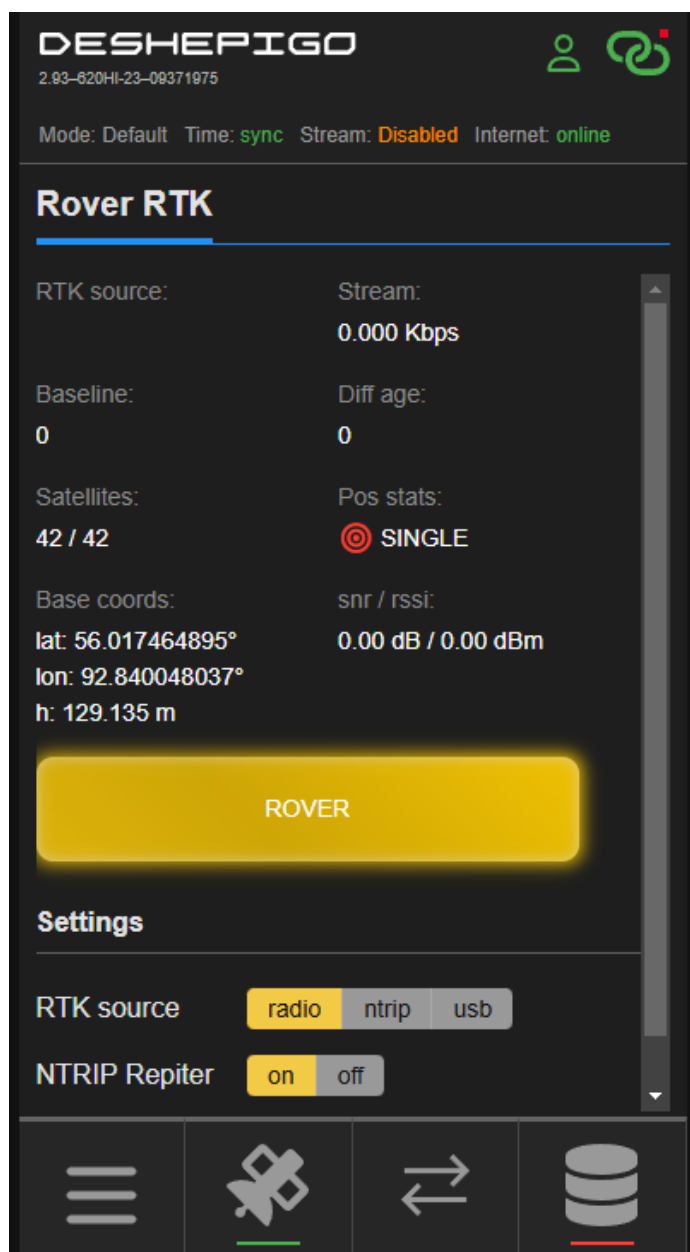 DESHEPIGO
2.93–620HI-23–09371975
Mode: Default Time: sync Stream: Disabled Internet: online
Rover RTK
RTK source: Stream:
0.000 Kbps
Baseline: Diff age:
0 0
Satellites: Pos stats:
42 / 42 SINGLE
Base coords: snr / rssi:
lat: 56.017464895° 0.00 dB / 0.00 dBm
lon: 92.840048037°
h: 129.135 m
ROVER
Settings
RTK source radio ntrip usb
NTRIP Repiter on off